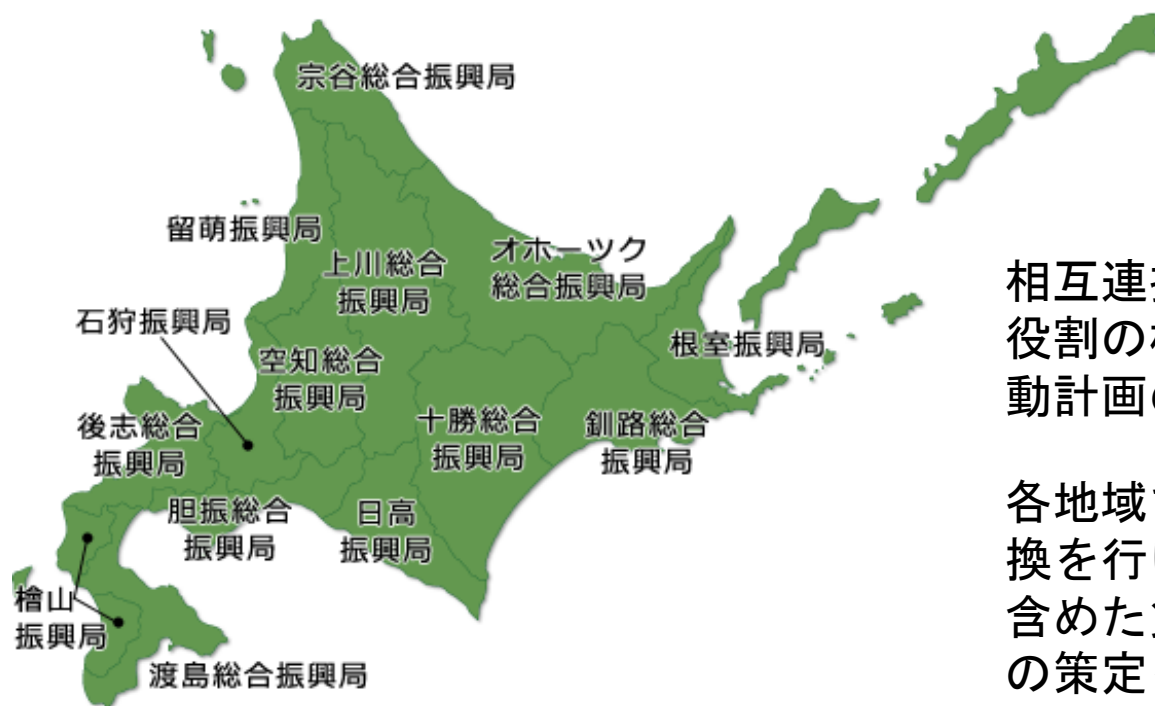 宗谷総合振興局
留萌振興局
上川総合
振興局
オホーツク
総合振興局
石狩振興局
空知総合
振興局
根室振興局
後志総合
振興局
十勝総合
振興局
釧路総合
振興局
胆振総合
振興局
日高
振興局
檜山
振興局
渡島総合振興局
相互連
役割の
動計画
各地域
換を行
含めた
の策定